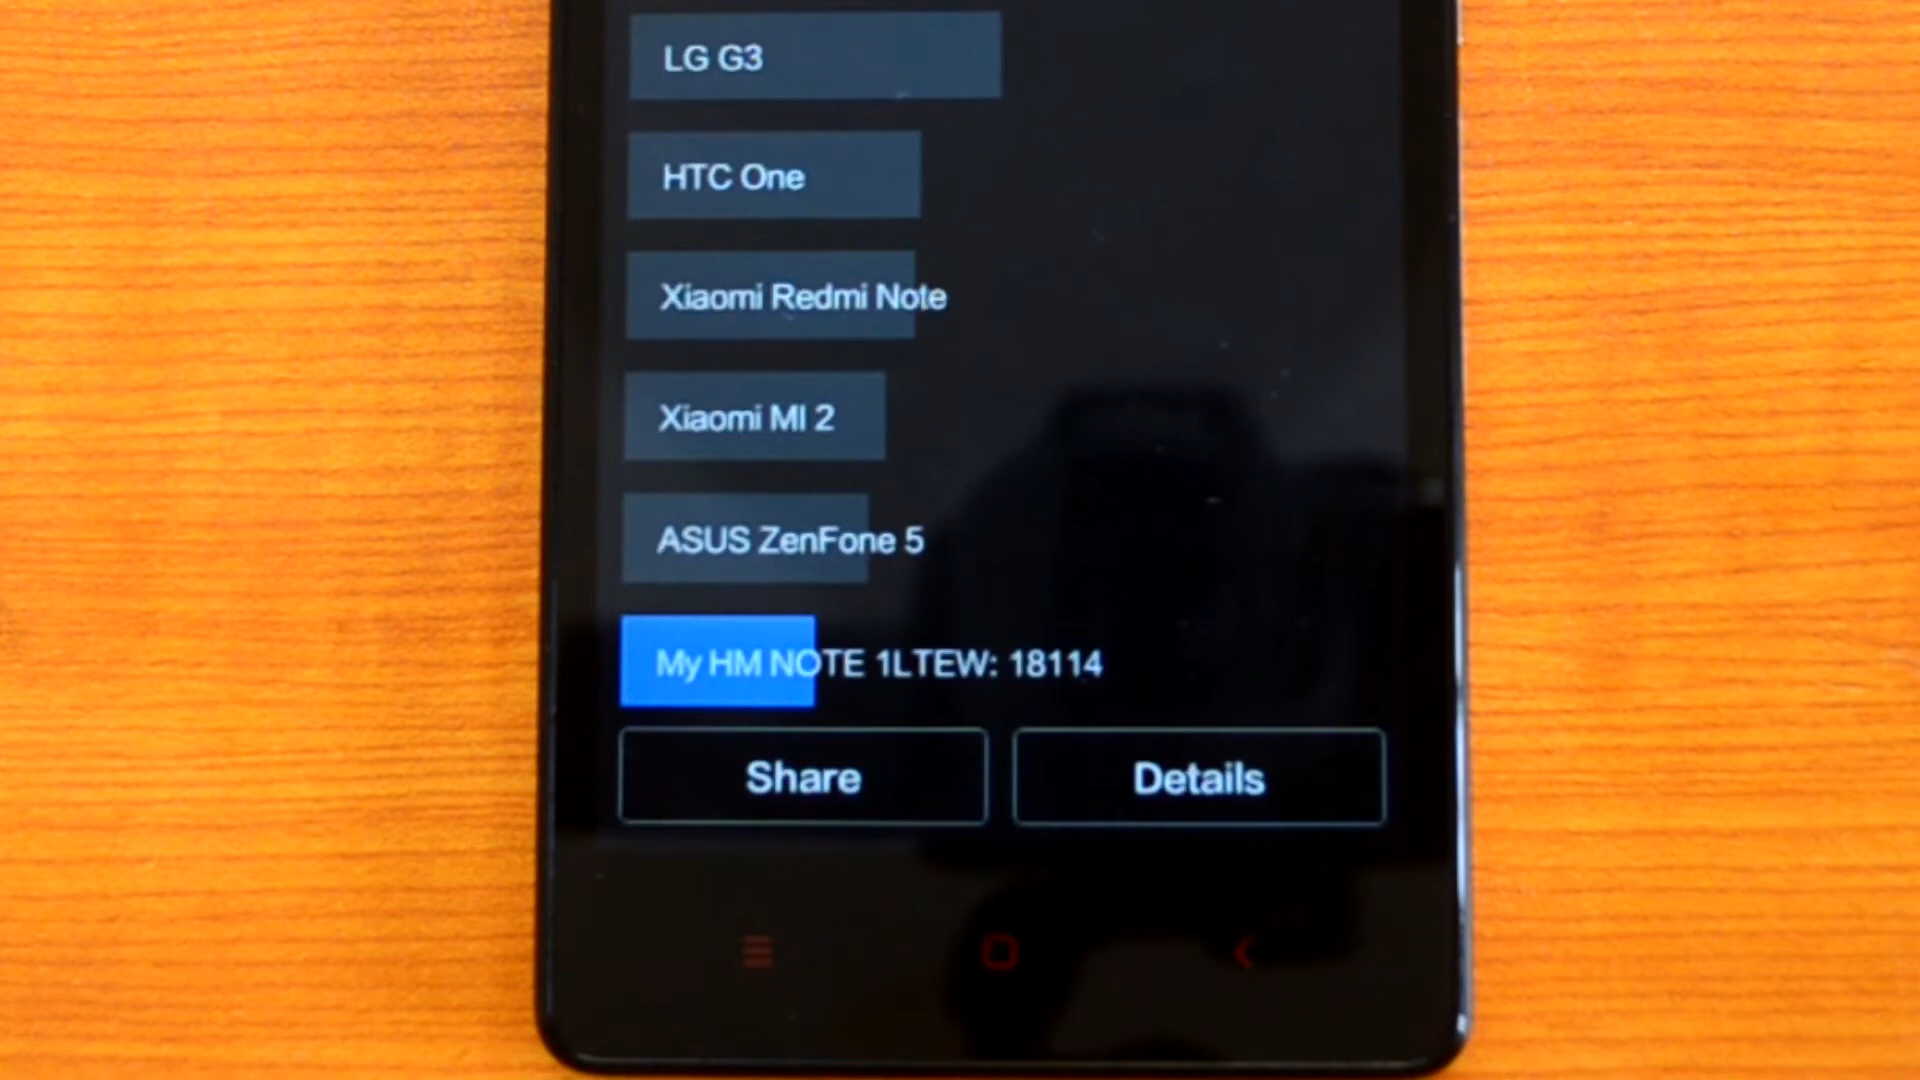 LG G3
HTC One
Xiaomi Redmi Note
Xiaomi MI 2
ASUS ZenFone 5
My HM NOTE 1LTEW: 18114
Share
Details